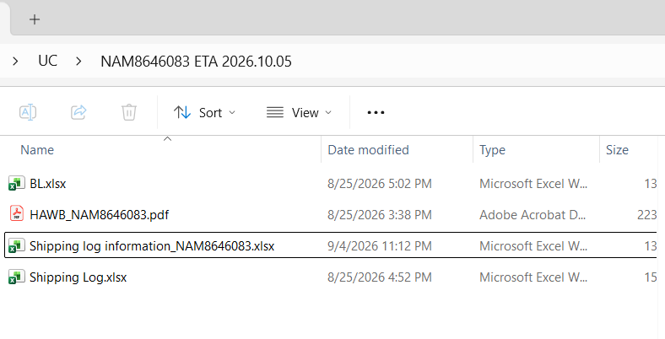 UC > NAM8646083 ETA 2026.10.05
Sort View
Name Date modified Type Size
BL.xlsx 8/25/2026 5:02 PM Microsoft Excel W... 13
HAWB_NAM8646083.pdf 8/25/2026 3:38 PM Adobe Acrobat D... 223
Shipping log information_NAM8646083.xlsx 9/4/2026 11:12 PM Microsoft Excel W... 13
Shipping Log.xlsx 8/25/2026 4:52 PM Microsoft Excel W... 15